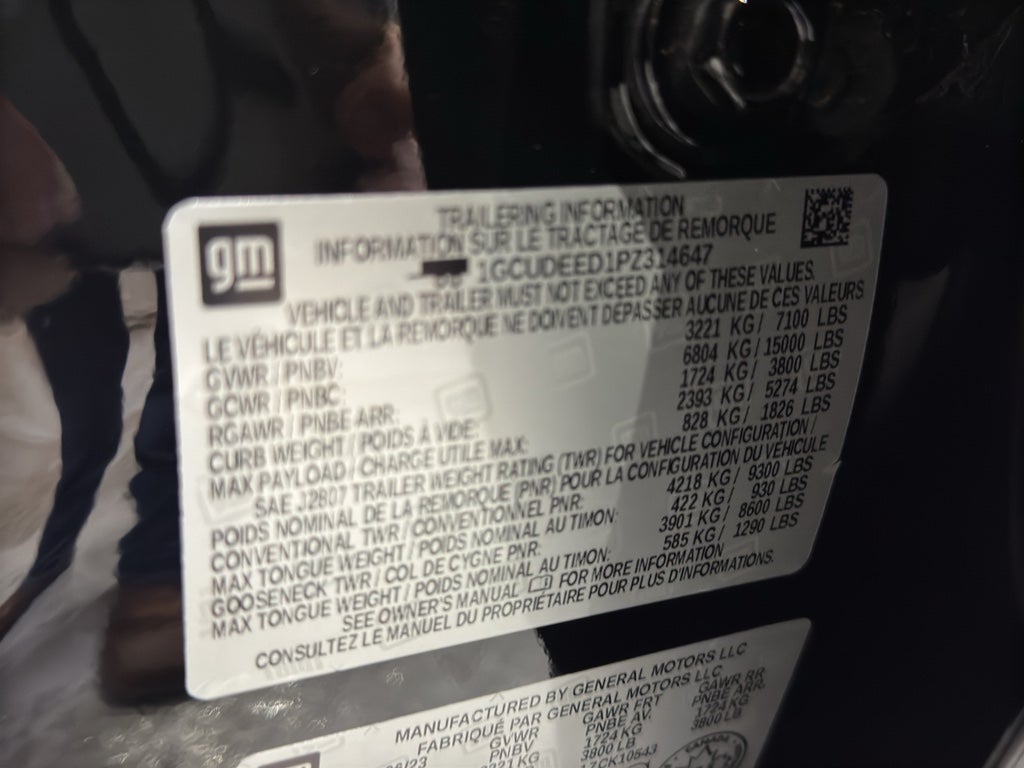 gm
TRAILERING INFORMATION
INFORMATION SUR LE TRACTAGE DE REMORQUE
1GCUDEED1PZ314647
VEHICLE AND TRAILER MUST NOT EXCEED ANY OF THESE VALUES.
LE VÉHICULE ET LA REMORQUE NE DOIVENT DÉPASSER AUCUNE DE CES VALEURS
GVWR / PNBV: 3221 KG / 7100 LBS
GCWR / PNBC: 6804 KG / 15000 LBS
RGAWR / PNBE ARR: 1724 KG / 3800 LBS
CURB WEIGHT / POIDS À VIDE: 2393 KG / 5274 LBS
MAX PAYLOAD / CHARGE UTILE MAX: 828 KG / 1826 LBS
SAE J2807 TRAILER WEIGHT RATING (TWR) FOR VEHICLE CONFIGURATION /
POIDS NOMINAL DE LA REMORQUE (PNR) POUR LA CONFIGURATION DU VÉHICULE
CONVENTIONAL TWR / CONVENTIONNEL PNR: 4218 KG / 9300 LBS
MAX TONGUE WEIGHT / POIDS NOMINAL AU TIMON: 422 KG / 930 LBS
GOOSENECK TWR / COL DE CYGNE PNR: 3901 KG / 8600 LBS
MAX TONGUE WEIGHT / POIDS NOMINAL AU TIMON: 585 KG / 1290 LBS
SEE OWNER'S MANUAL FOR MORE INFORMATION
CONSULTEZ LE MANUEL DU PROPRIÉTAIRE POUR PLUS D'INFORMATIONS.
MANUFACTURED BY GENERAL MOTORS LLC
FABRIQUÉ PAR GENERAL MOTORS LLC
GVWR GAWR FRT GAWR RR
PNBV PNBE AV. PNBE ARR.
1724 KG 1724 KG
3800 LB 3800 LB
CANADA